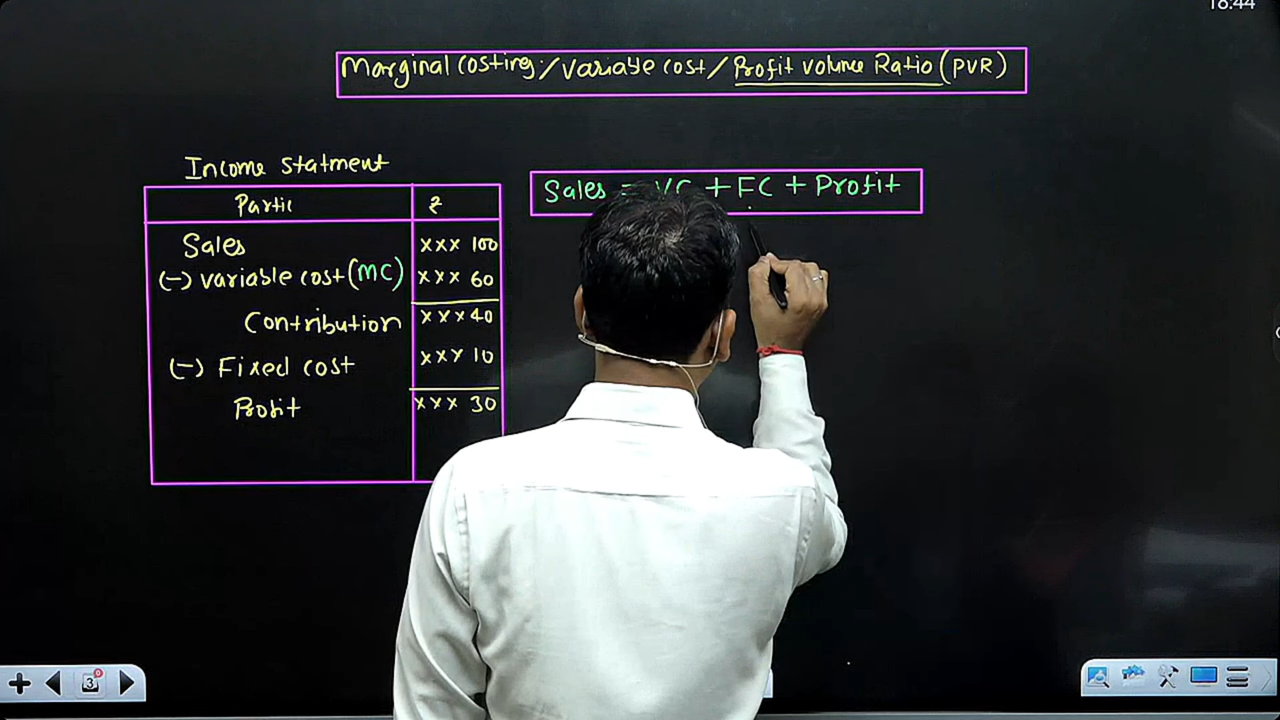 18:44
Marginal costing / Variable cost / Profit Volume Ratio (PVR)
Income Statment
Partic ₹
Sales xxx 100
(-) Variable cost (MC) xxx 60
Contribution xxx 40
(-) Fixed cost xxx 10
Profit xxx 30
Sales = VC + FC + Profit
3